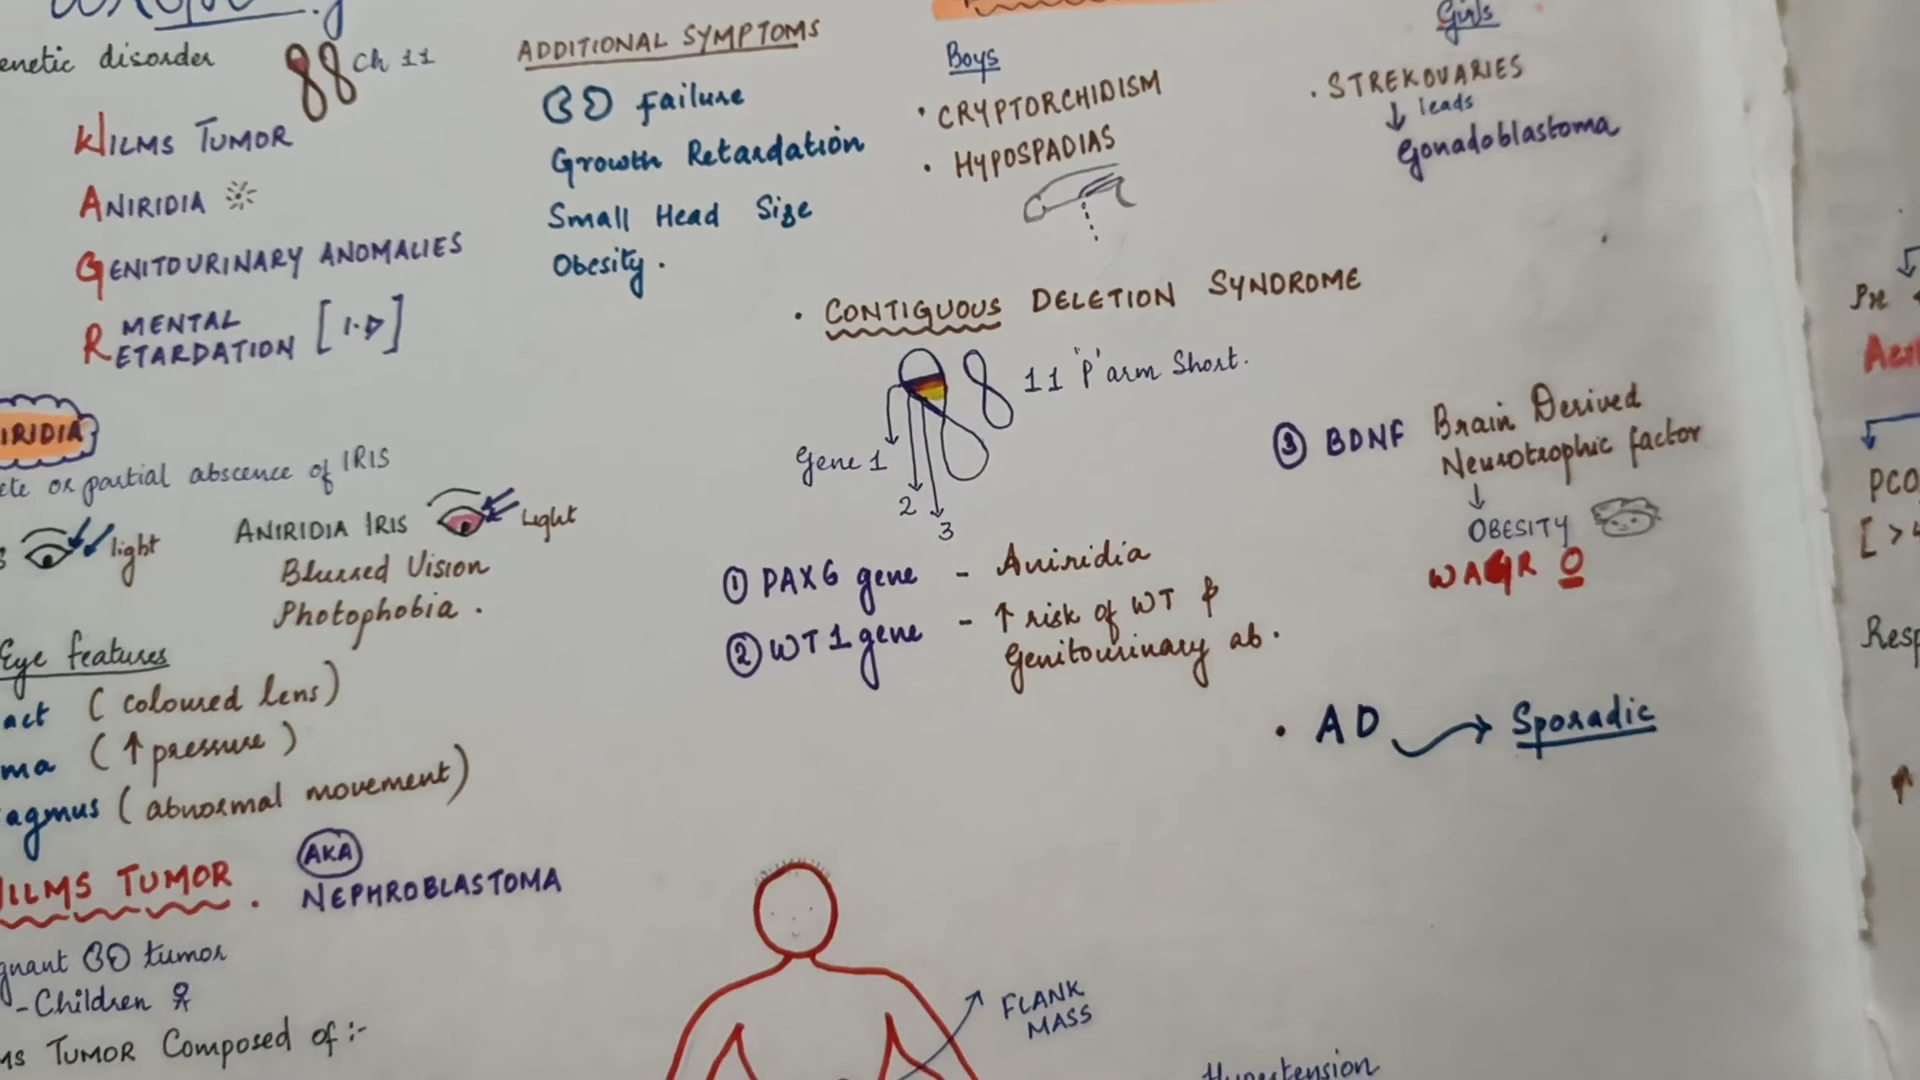 enetic disorder
Ch 11
WILMS TUMOR
ANIRIDIA
GENITOURINARY ANOMALIES
MENTAL
RETARDATION [I.D]
ADDITIONAL SYMPTOMS
failure
Growth Retardation
Small Head Size
Obesity.
Boys
• CRYPTORCHIDISM
• HYPOSPADIAS
Girls
• STREKOVARIES
leads
Gonadoblastoma
• CONTIGUOUS DELETION SYNDROME
11 'P' arm Short.
Gene 1
2
3
① PAX6 gene - Aniridia
② WT1 gene - ↑ risk of WT &
Genitourinary ab.
③ BDNF Brain Derived
Neurotrophic factor
↓
OBESITY
WAGR O
• AD → Sporadic
IRIDIA
ete or partial abscence of IRIS
light
ANIRIDIA IRIS
Light
Blurred Vision
Photophobia.
Eye features
act (coloured lens)
ma (↑ pressure)
agmus (abnormal movement)
WILMS TUMOR.
AKA
NEPHROBLASTOMA
gnant tumor
- Children
MS TUMOR Composed of :-
FLANK
MASS
Hypertension
PCO
[ > 4
Resp